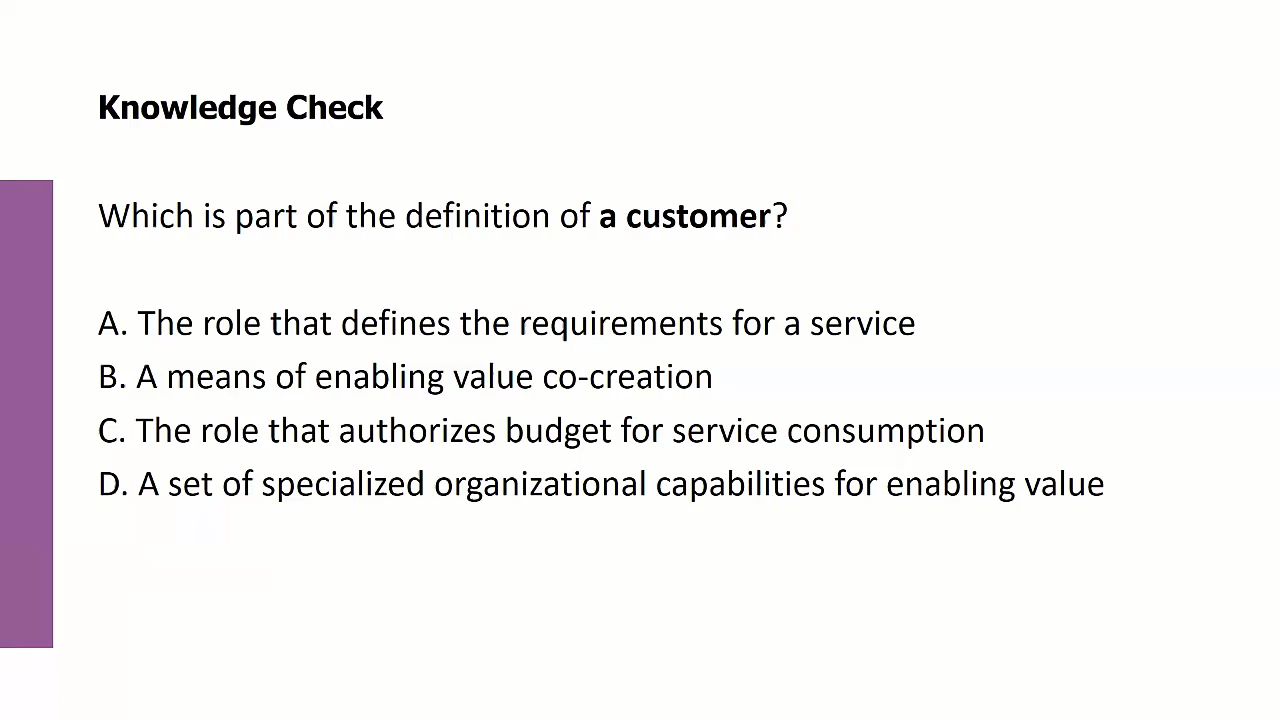 Knowledge Check
Which is part of the definition of a customer?
A. The role that defines the requirements for a service
B. A means of enabling value co-creation
C. The role that authorizes budget for service consumption
D. A set of specialized organizational capabilities for enabling value